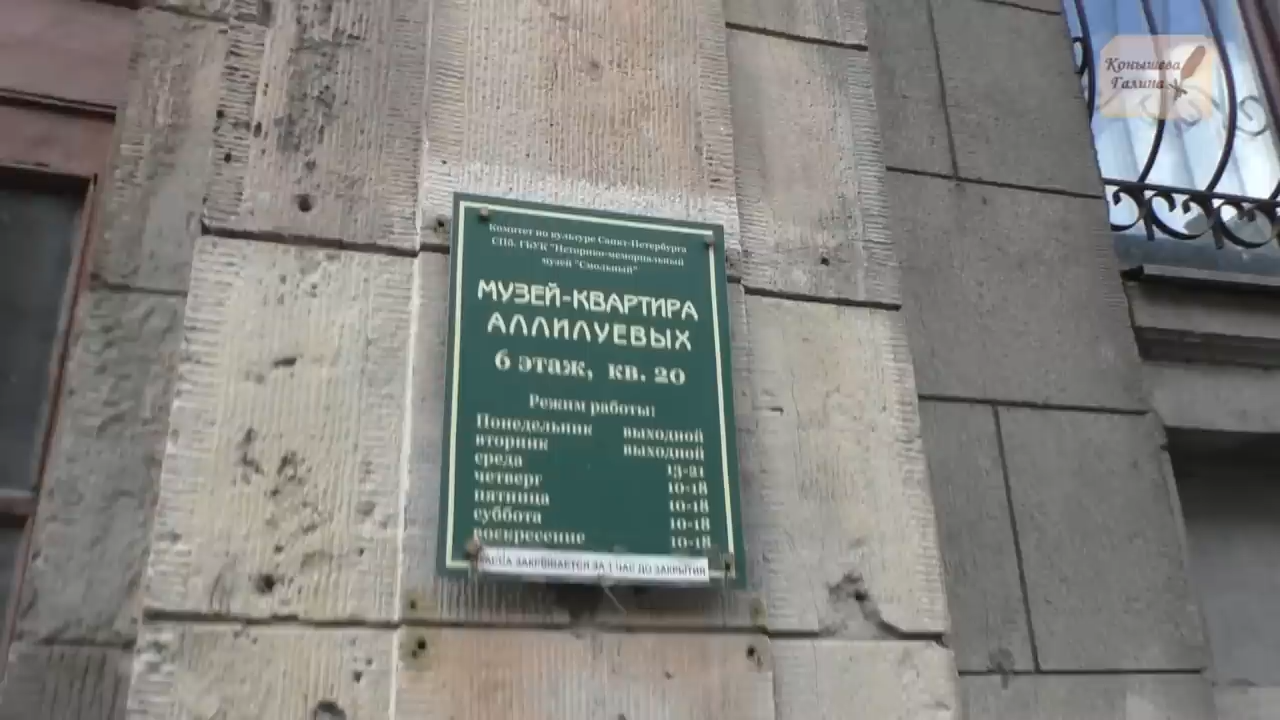 Конышева
Галина
Комитет по культуре Санкт-Петербурга
СПб. ГБУК "Историко-мемориальный
музей "Смольный"
МУЗЕЙ-КВАРТИРА
АЛЛИЛУЕВЫХ
6 этаж, кв. 20
Режим работы:
Понедельник выходной
вторник выходной
среда 13-21
четверг 10-18
пятница 10-18
суббота 10-18
воскресение 10-18
КАССА ЗАКРЫВАЕТСЯ ЗА 1 ЧАС ДО ЗАКРЫТИЯ